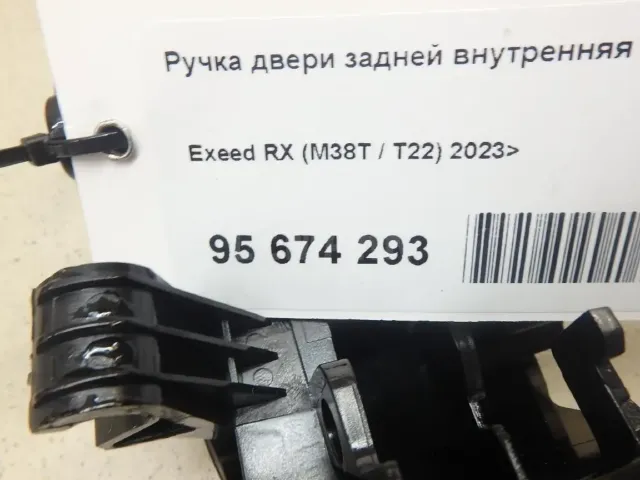 Ручка двери задней внутренняя
Exeed RX (M38T / T22) 2023>
95 674 293